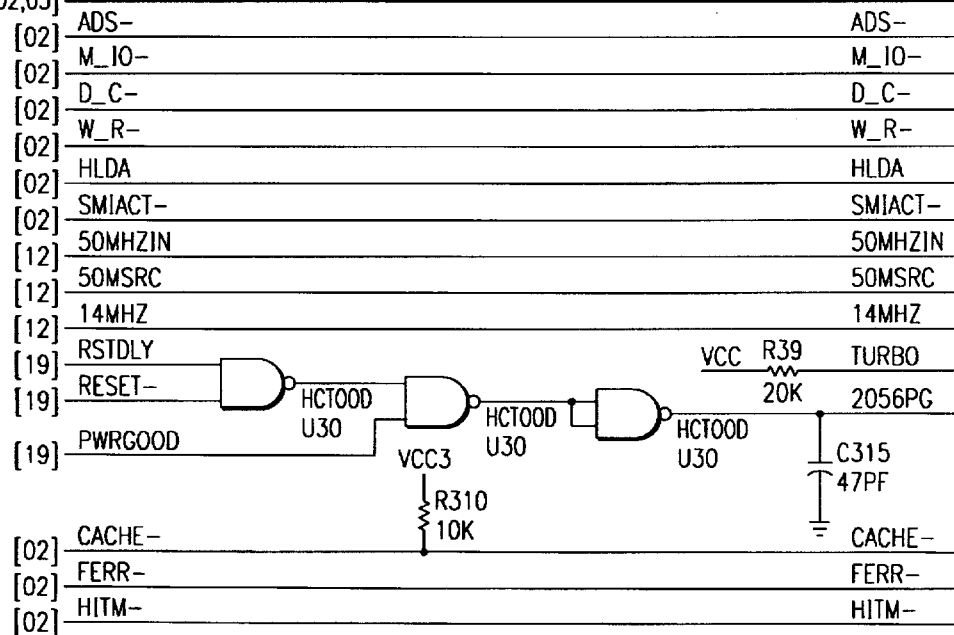 02,03]
ADS- ADS-
[02]
M_IO- M_IO-
[02]
D_C- D_C-
[02]
W_R- W_R-
[02]
HLDA HLDA
[02]
SMIACT- SMIACT-
[02]
50MHZIN 50MHZIN
[12]
50MSRC 50MSRC
[12]
14MHZ 14MHZ
[12]
RSTDLY VCC R39 TURBO
[19]
RESET- 20K 2056PG
[19]
HCT00D
U30
HCT00D
U30
HCT00D
U30
PWRGOOD
[19]
VCC3
C315
47PF
R310
10K
CACHE- CACHE-
[02]
FERR- FERR-
[02]
HITM- HITM-
[02]